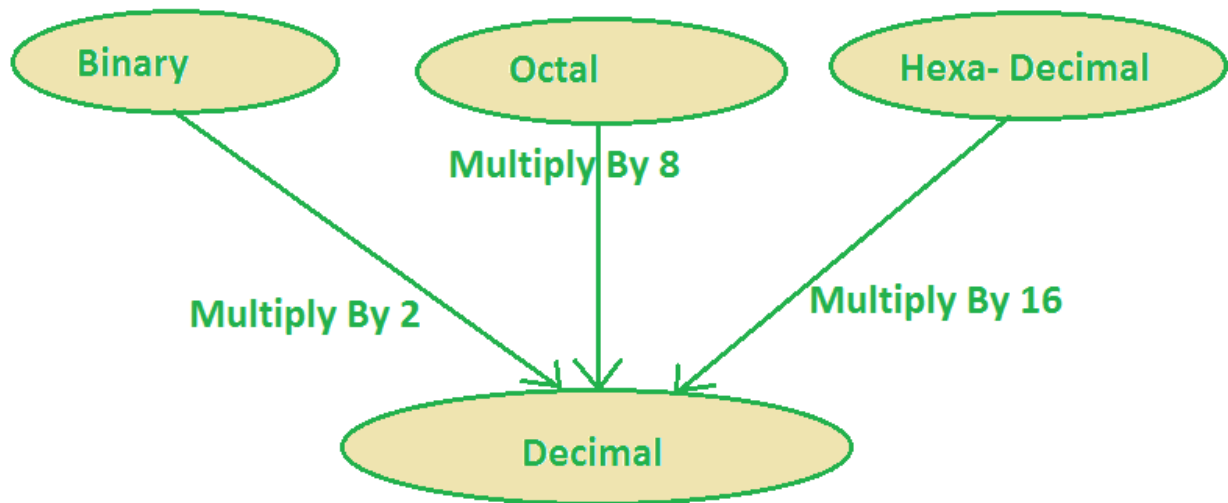 Binary
Octal
Hexa- Decimal
Multiply By 8
Multiply By 2
Multiply By 16
Decimal